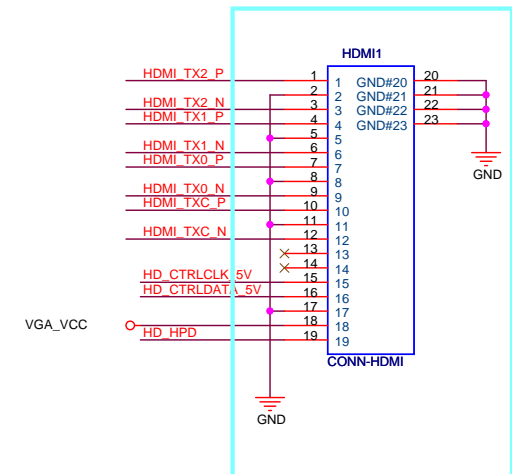 HDMI1
HDMI_TX2_P 1 1 GND#20 20
2 2 GND#21 21
HDMI_TX2_N 3 3 GND#22 22
HDMI_TX1_P 4 4 GND#23 23
5 5
HDMI_TX1_N 6 6
HDMI_TX0_P 7 7
GND
8 8
HDMI_TX0_N 9 9
HDMI_TXC_P 10 10
11 11
HDMI_TXC_N 12 12
13 13
14 14
HD_CTRLCLK_5V 15 15
HD_CTRLDATA_5V 16 16
17 17
VGA_VCC 18 18
HD_HPD 19 19
CONN-HDMI
GND